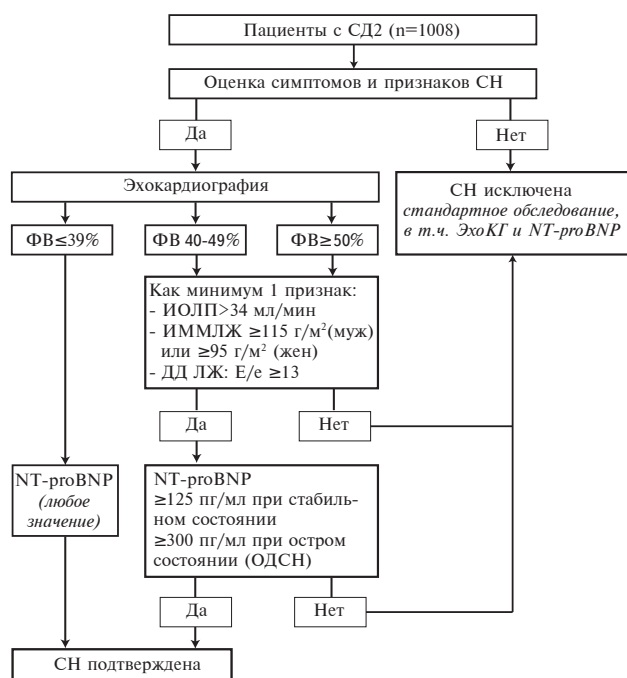 Пациенты с СД2 (n=1008)
Оценка симптомов и признаков СН
Да
Нет
Эхокардиография
СН исключена
стандартное обследование,
в т.ч. ЭхоКГ и NT-proBNP
ФВ≤39%
ФВ 40-49%
ФВ≥50%
Как минимум 1 признак:
- ИОЛП>34 мл/мин
- ИММЛЖ ≥115 г/м²(муж)
или ≥95 г/м² (жен)
- ДД ЛЖ: E/e ≥13
Да
Нет
NT-proBNP
(любое
значение)
NT-proBNP
≥125 пг/мл при стабиль-
ном состоянии
≥300 пг/мл при остром
состоянии (ОДСН)
Да
Нет
СН подтверждена